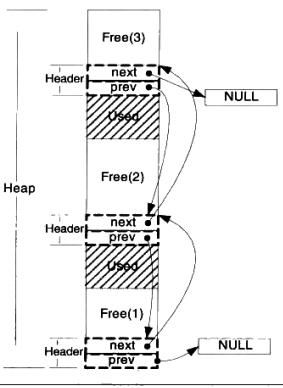 Free(3)
Header
next
prev
NULL
Used
Heap
Free(2)
Header
next
prev
Used
Free(1)
Header
next
prev
NULL